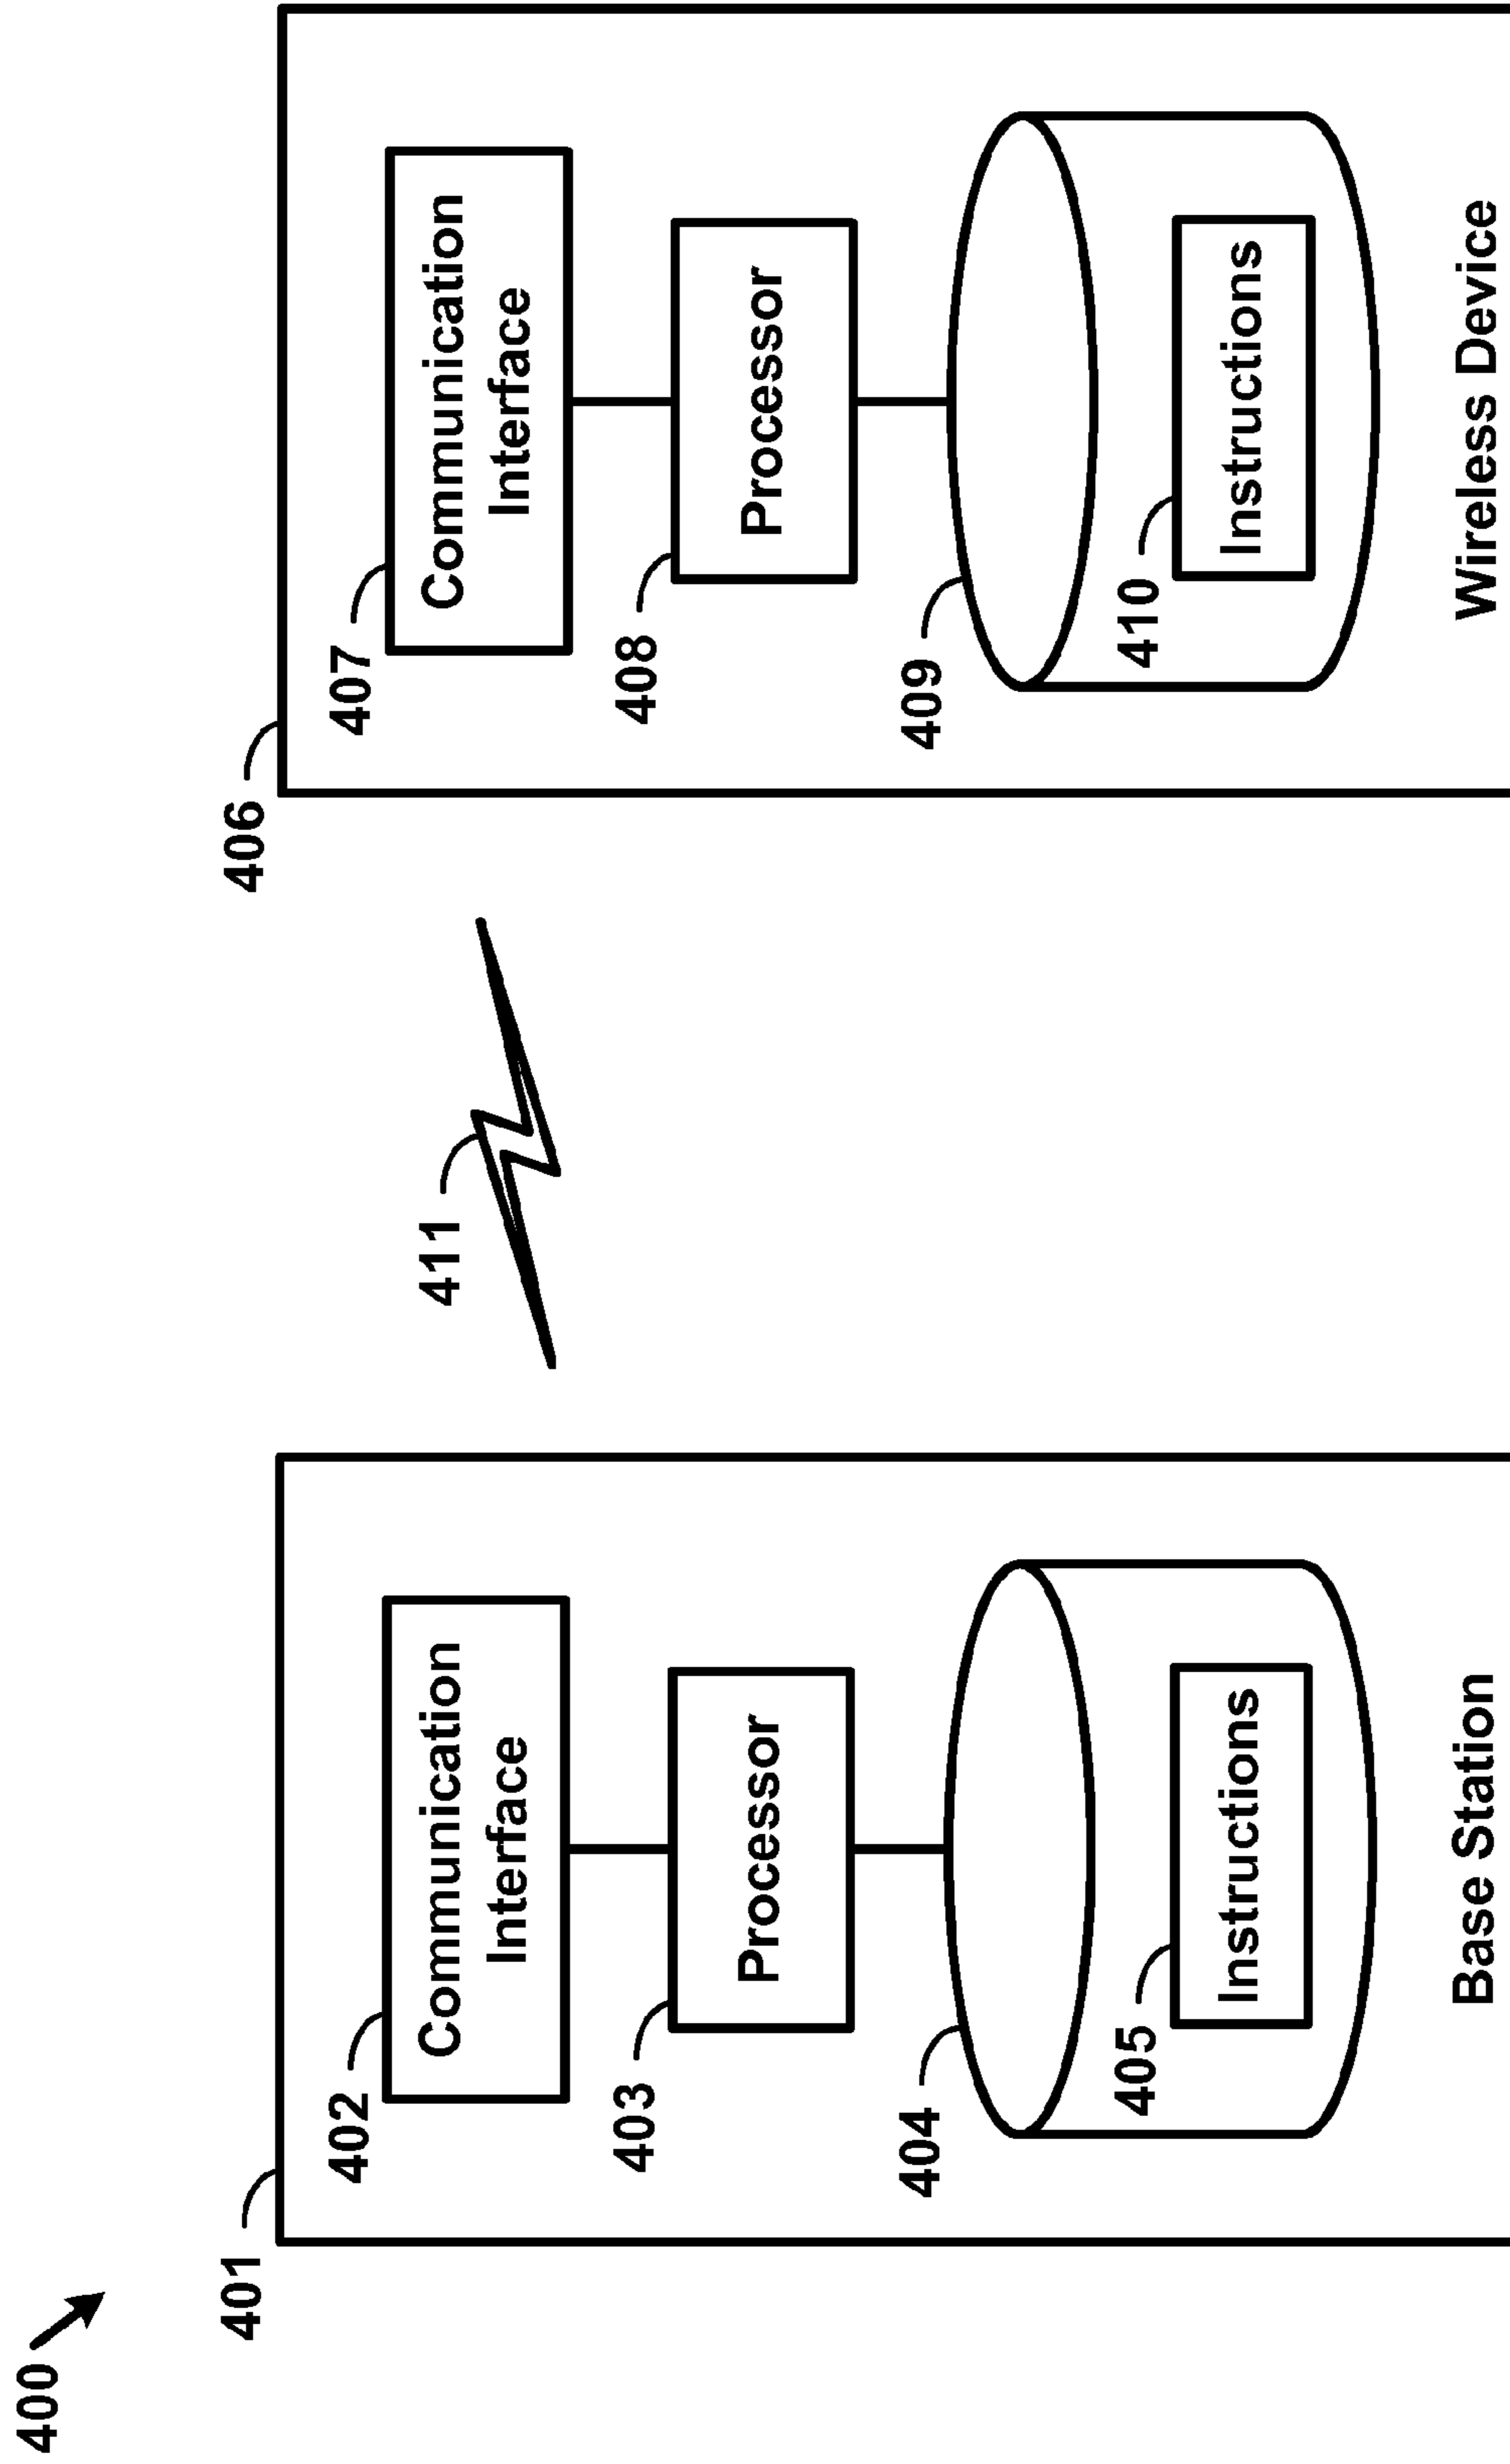 400
401
402
Communication
Interface
403
Processor
404
405
Instructions
Base Station
411
406
407
Communication
Interface
408
Processor
409
410
Instructions
Wireless Device